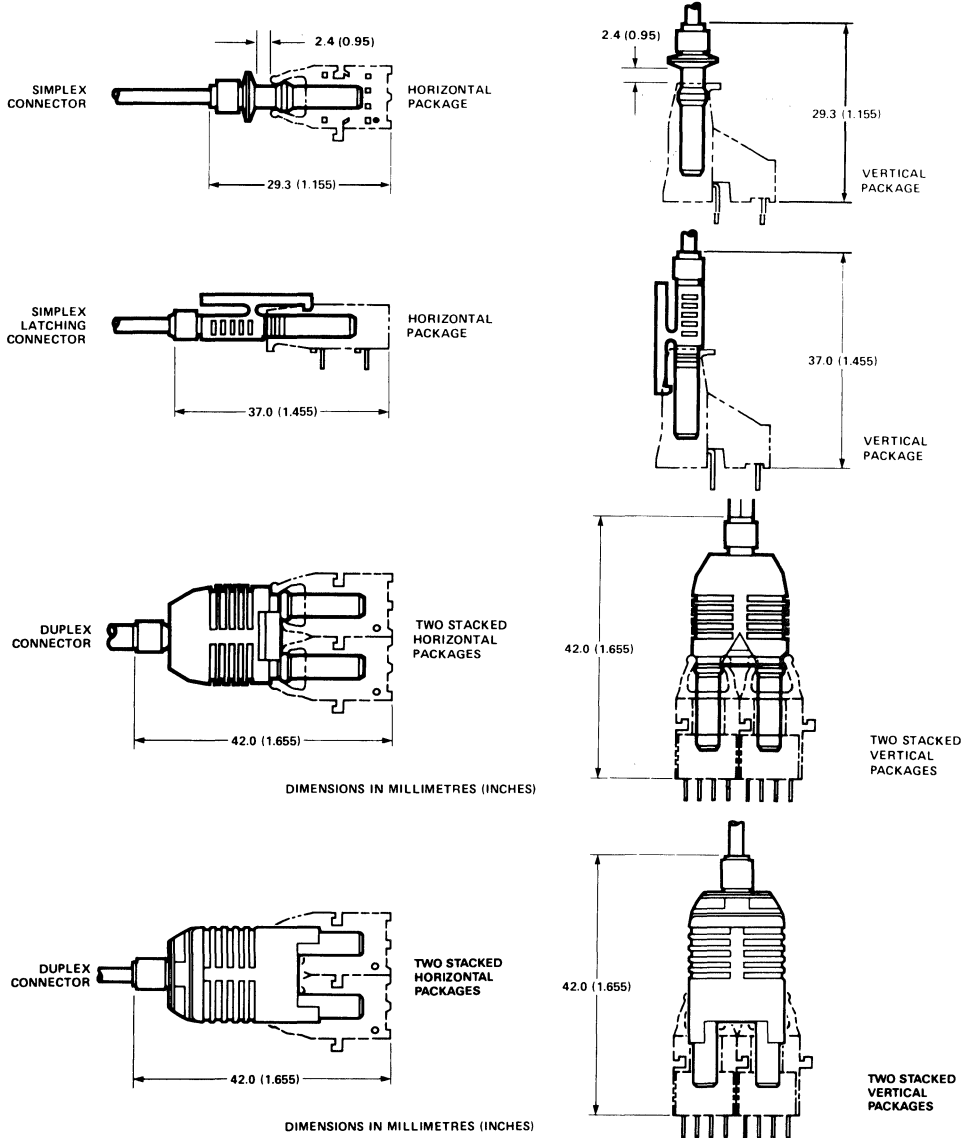 2.4 (0.95)
SIMPLEX
CONNECTOR
HORIZONTAL
PACKAGE
29.3 (1.155)
2.4 (0.95)
29.3 (1.155)
VERTICAL
PACKAGE
SIMPLEX
LATCHING
CONNECTOR
HORIZONTAL
PACKAGE
37.0 (1.455)
37.0 (1.455)
VERTICAL
PACKAGE
DUPLEX
CONNECTOR
TWO STACKED
HORIZONTAL
PACKAGES
42.0 (1.655)
42.0 (1.655)
TWO STACKED
VERTICAL
PACKAGES
DIMENSIONS IN MILLIMETRES (INCHES)
DUPLEX
CONNECTOR
TWO STACKED
HORIZONTAL
PACKAGES
42.0 (1.655)
42.0 (1.655)
TWO STACKED
VERTICAL
PACKAGES
DIMENSIONS IN MILLIMETRES (INCHES)